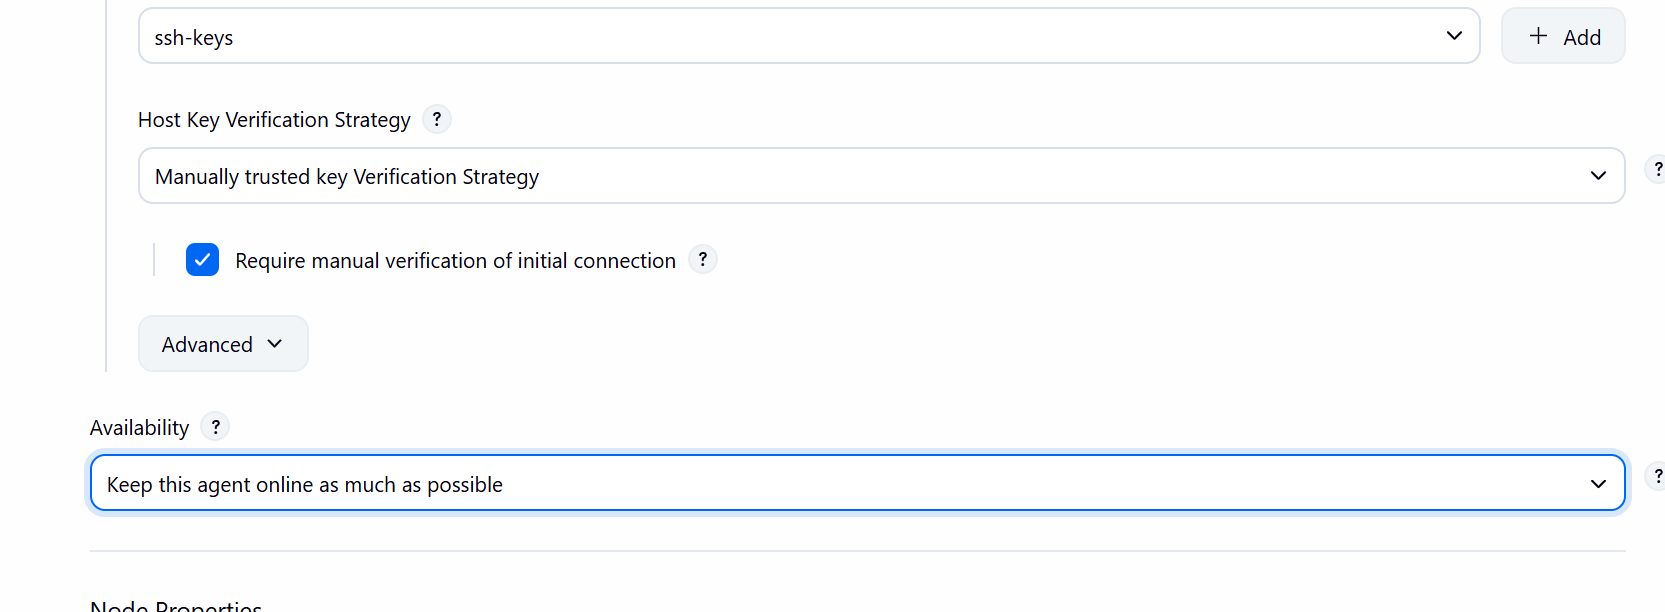 ssh-keys
+ Add
Host Key Verification Strategy ?
Manually trusted key Verification Strategy
?
Require manual verification of initial connection ?
Advanced
Availability ?
Keep this agent online as much as possible
?
Node Properties